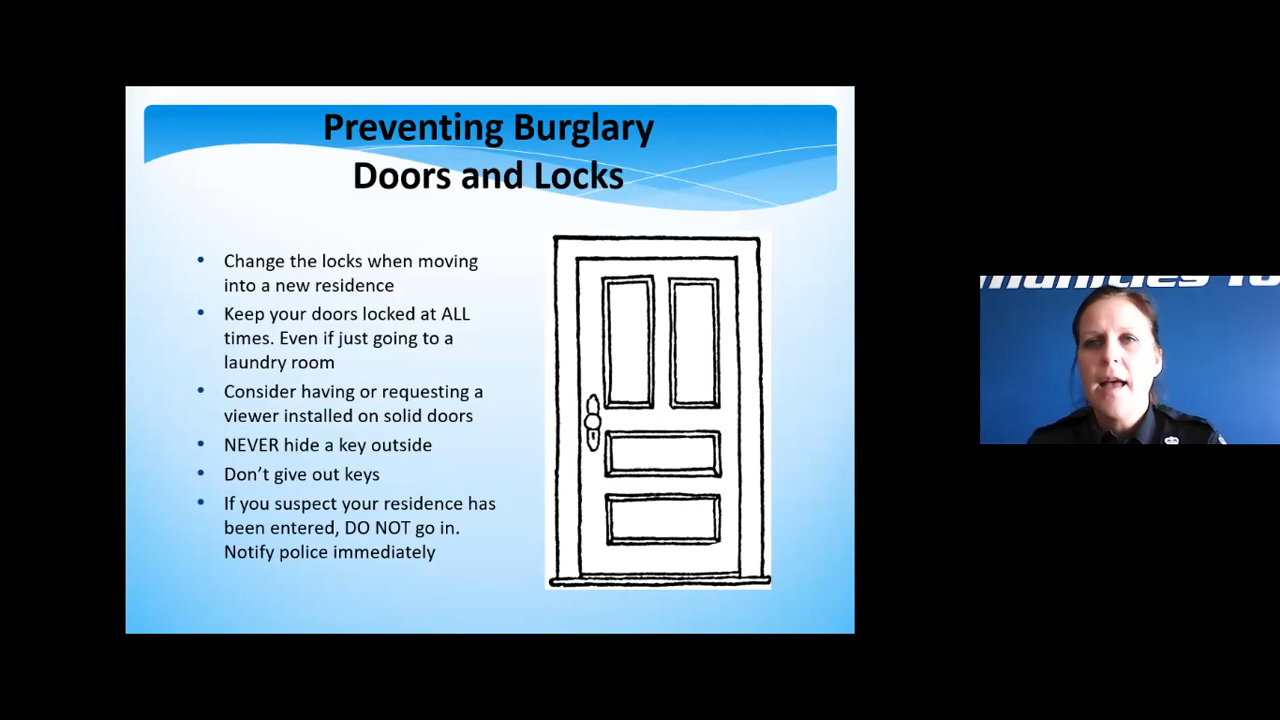 Preventing Burglary
Doors and Locks
• Change the locks when moving
into a new residence
• Keep your doors locked at ALL
times. Even if just going to a
laundry room
• Consider having or requesting a
viewer installed on solid doors
• NEVER hide a key outside
• Don’t give out keys
• If you suspect your residence has
been entered, DO NOT go in.
Notify police immediately